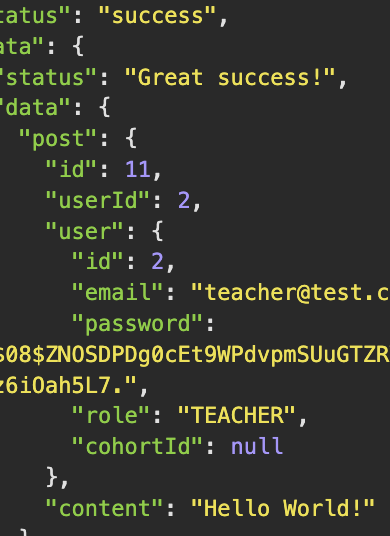 tatus": "success",
ata": {
"status": "Great success!",
"data": {
"post": {
"id": 11,
"userId": 2,
"user": {
"id": 2,
"email": "teacher@test.c
"password":
s08$ZNOSDPDg0cEt9WPdvpmSUuGTZR
z6iOah5L7.",
"role": "TEACHER",
"cohortId": null
},
"content": "Hello World!"
}